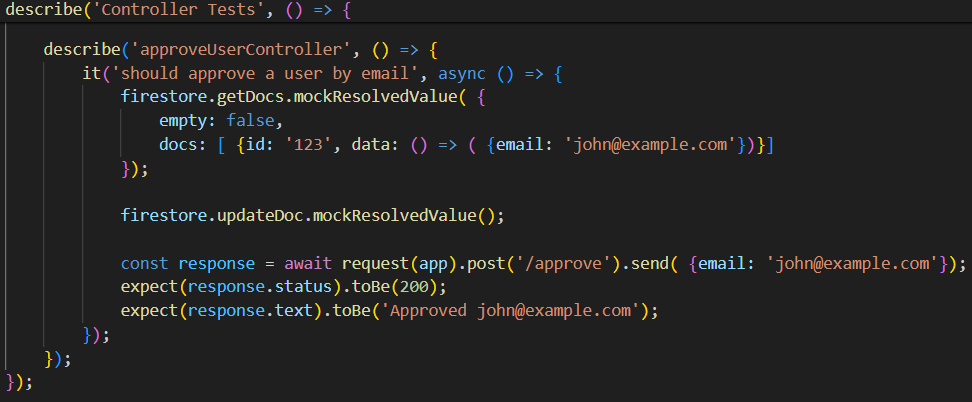 describe('Controller Tests', () => {
    describe('approveUserController', () => {
        it('should approve a user by email', async () => {
            firestore.getDocs.mockResolvedValue( {
                empty: false,
                docs: [ {id: '123', data: () => ( {email: 'john@example.com'})}]
            });
            firestore.updateDoc.mockResolvedValue();
            const response = await request(app).post('/approve').send( {email: 'john@example.com'});
            expect(response.status).toBe(200);
            expect(response.text).toBe('Approved john@example.com');
        });
    });
});